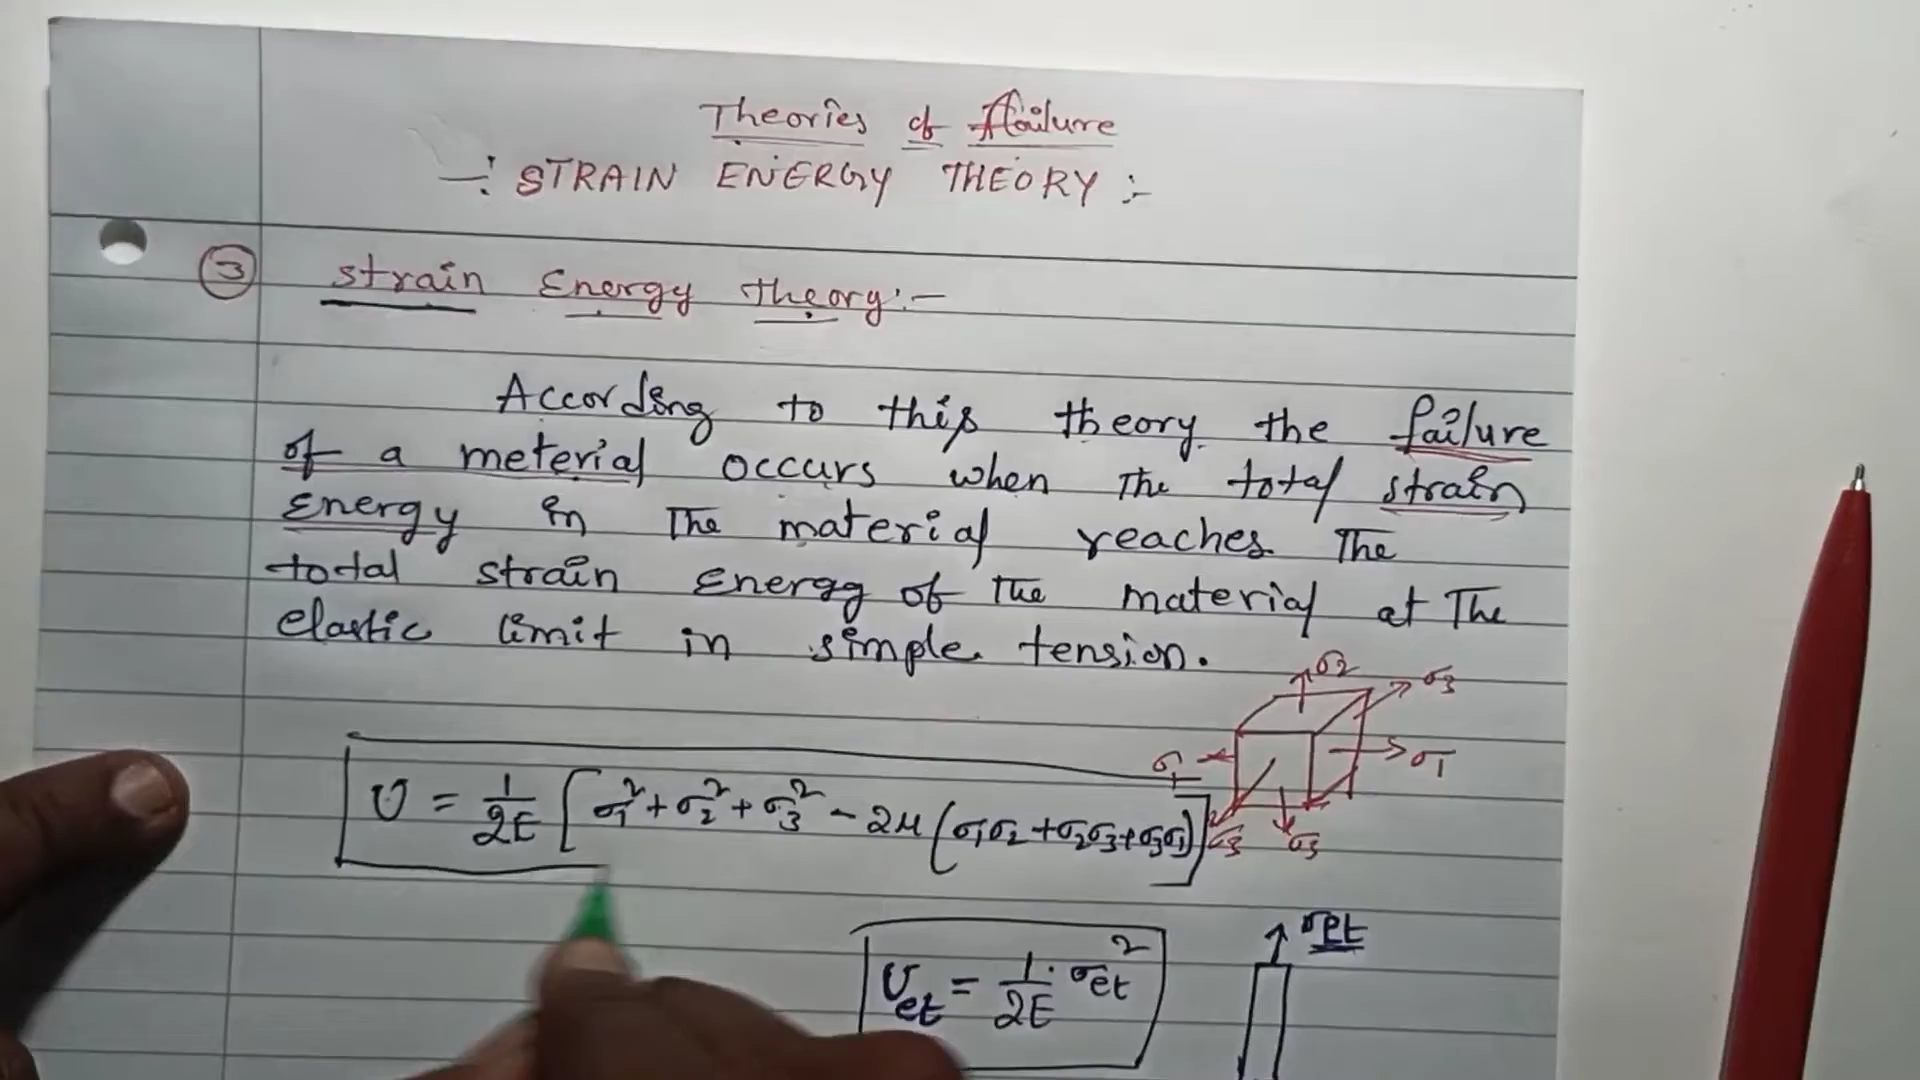 Theories of failure
-: STRAIN ENERGY THEORY :-
3 strain Energy theory:-
According to this theory the failure
of a meterial occurs when The total strain
Energy in The material reaches The
total strain Energy of The material at The
elastic limit in simple tension.
σ2 σ3
σ1 σ1
U = 1/2E [σ1² + σ2² + σ3² - 2μ (σ1σ2 + σ2σ3 + σ3σ1)]
σ3 σ3
σet
Uet = 1/2E · σet²